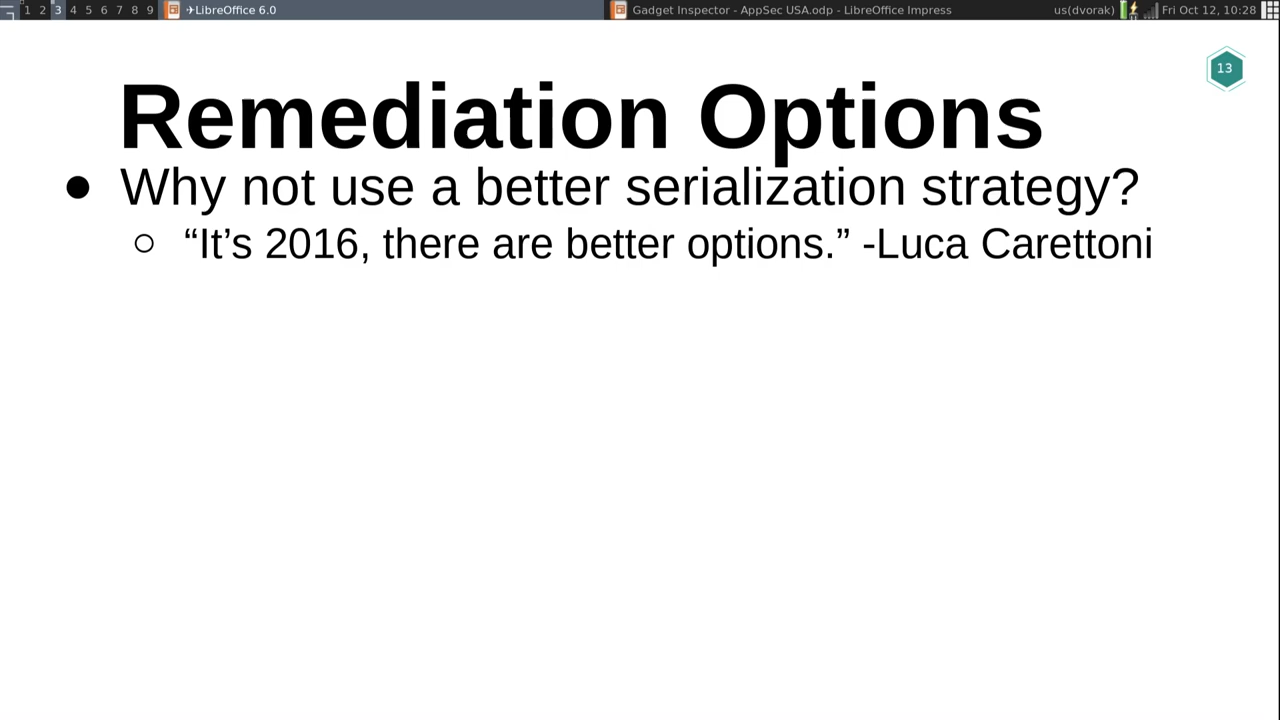 1 2 3 4 5 6 7 8 9 ✈LibreOffice 6.0 Gadget Inspector - AppSec USA.odp - LibreOffice Impress us(dvorak) Fri Oct 12, 10:28
13
Remediation Options
● Why not use a better serialization strategy?
○ “It’s 2016, there are better options.” -Luca Carettoni